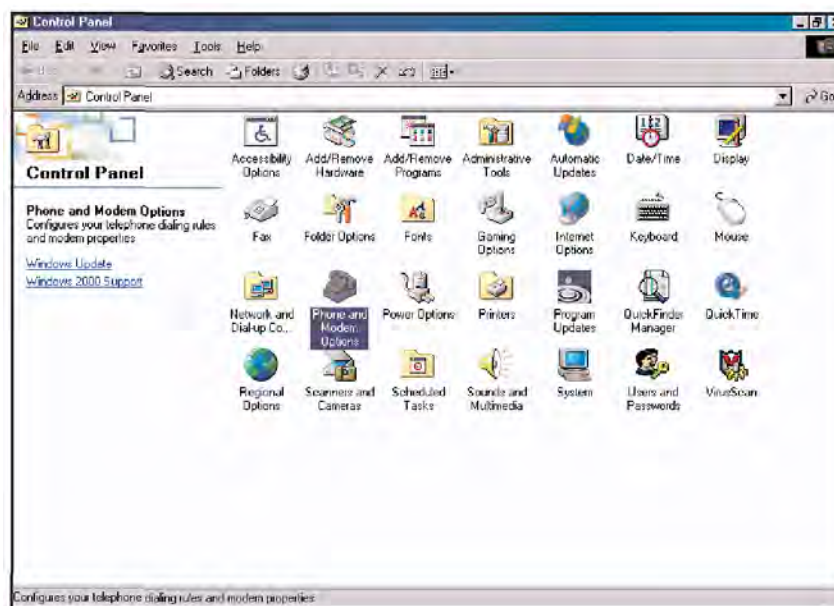 Control Panel
File Edit View Favorites Tools Help
Search Folders
Address Control Panel Go
Control Panel
Phone and Modem Options
Configures your telephone dialing rules
and modem properties
Windows Update
Windows 2000 Support
Accessibility Options
Add/Remove Hardware
Add/Remove Programs
Administrative Tools
Automatic Updates
Date/Time
Display
Fax
Folder Options
Fonts
Gaming Options
Internet Options
Keyboard
Mouse
Network and Dial-up Co...
Phone and Modem Options
Power Options
Printers
Program Updates
QuickFinder Manager
QuickTime
Regional Options
Scanners and Cameras
Scheduled Tasks
Sounds and Multimedia
System
Users and Passwords
VirusScan
Configures your telephone dialing rules and modem properties